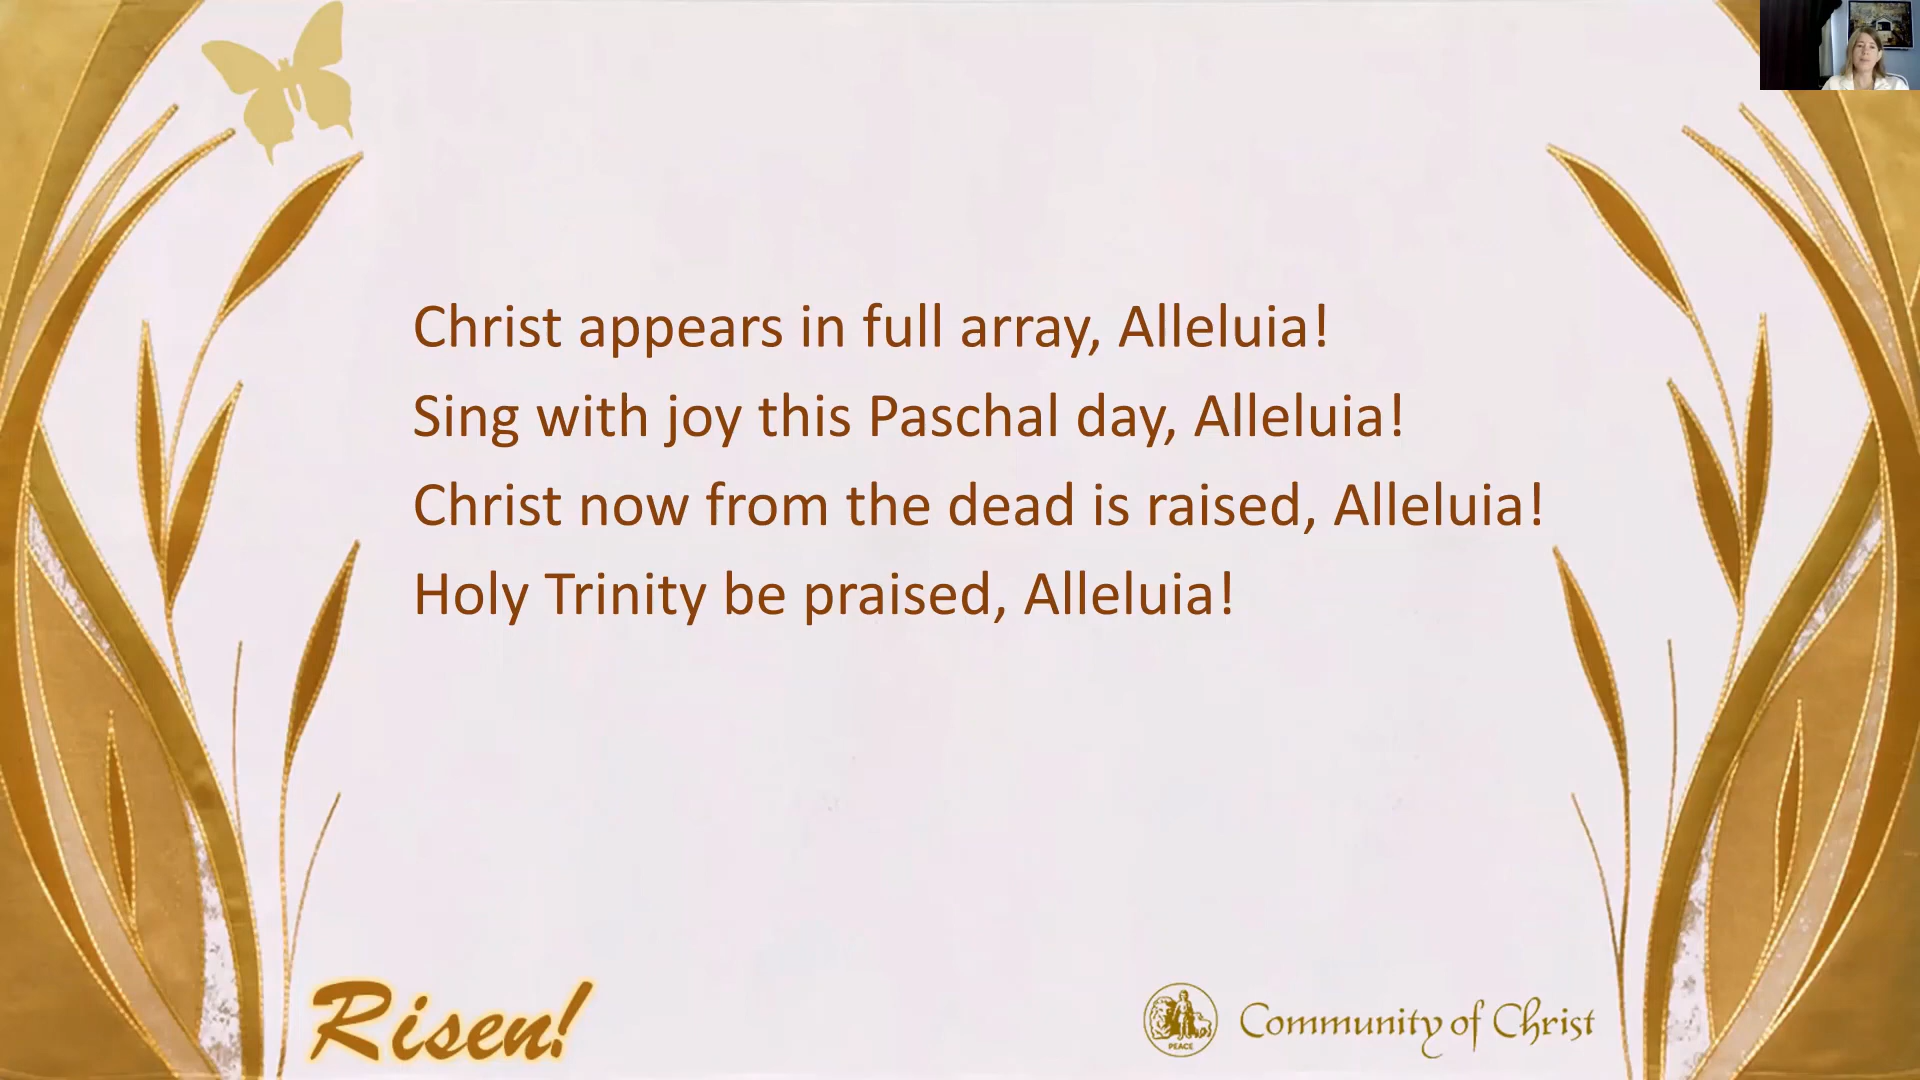 Christ appears in full array, Alleluia!
Sing with joy this Paschal day, Alleluia!
Christ now from the dead is raised, Alleluia!
Holy Trinity be praised, Alleluia!
Risen!
PEACE
Community of Christ